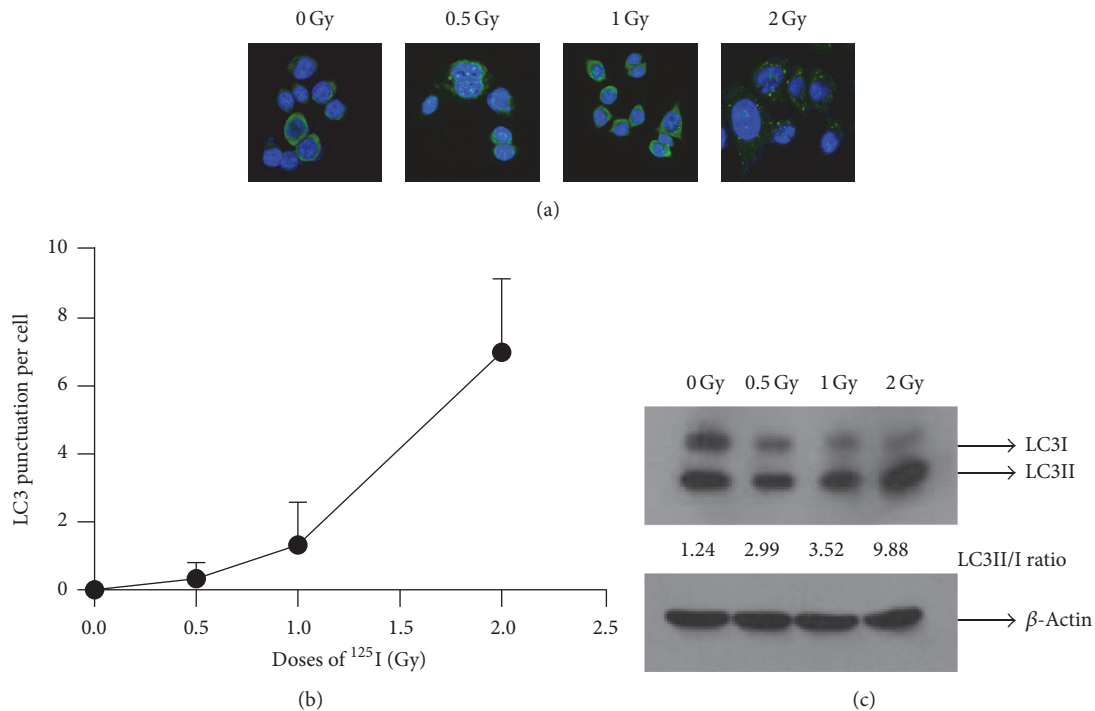 0 Gy 0.5 Gy 1 Gy 2 Gy
(a)
10
8
6
4
2
0
LC3 punctuation per cell
0.0 0.5 1.0 1.5 2.0 2.5
Doses of ¹²⁵I (Gy)
(b)
0 Gy 0.5 Gy 1 Gy 2 Gy
LC3I
LC3II
1.24 2.99 3.52 9.88 LC3II/I ratio
β-Actin
(c)